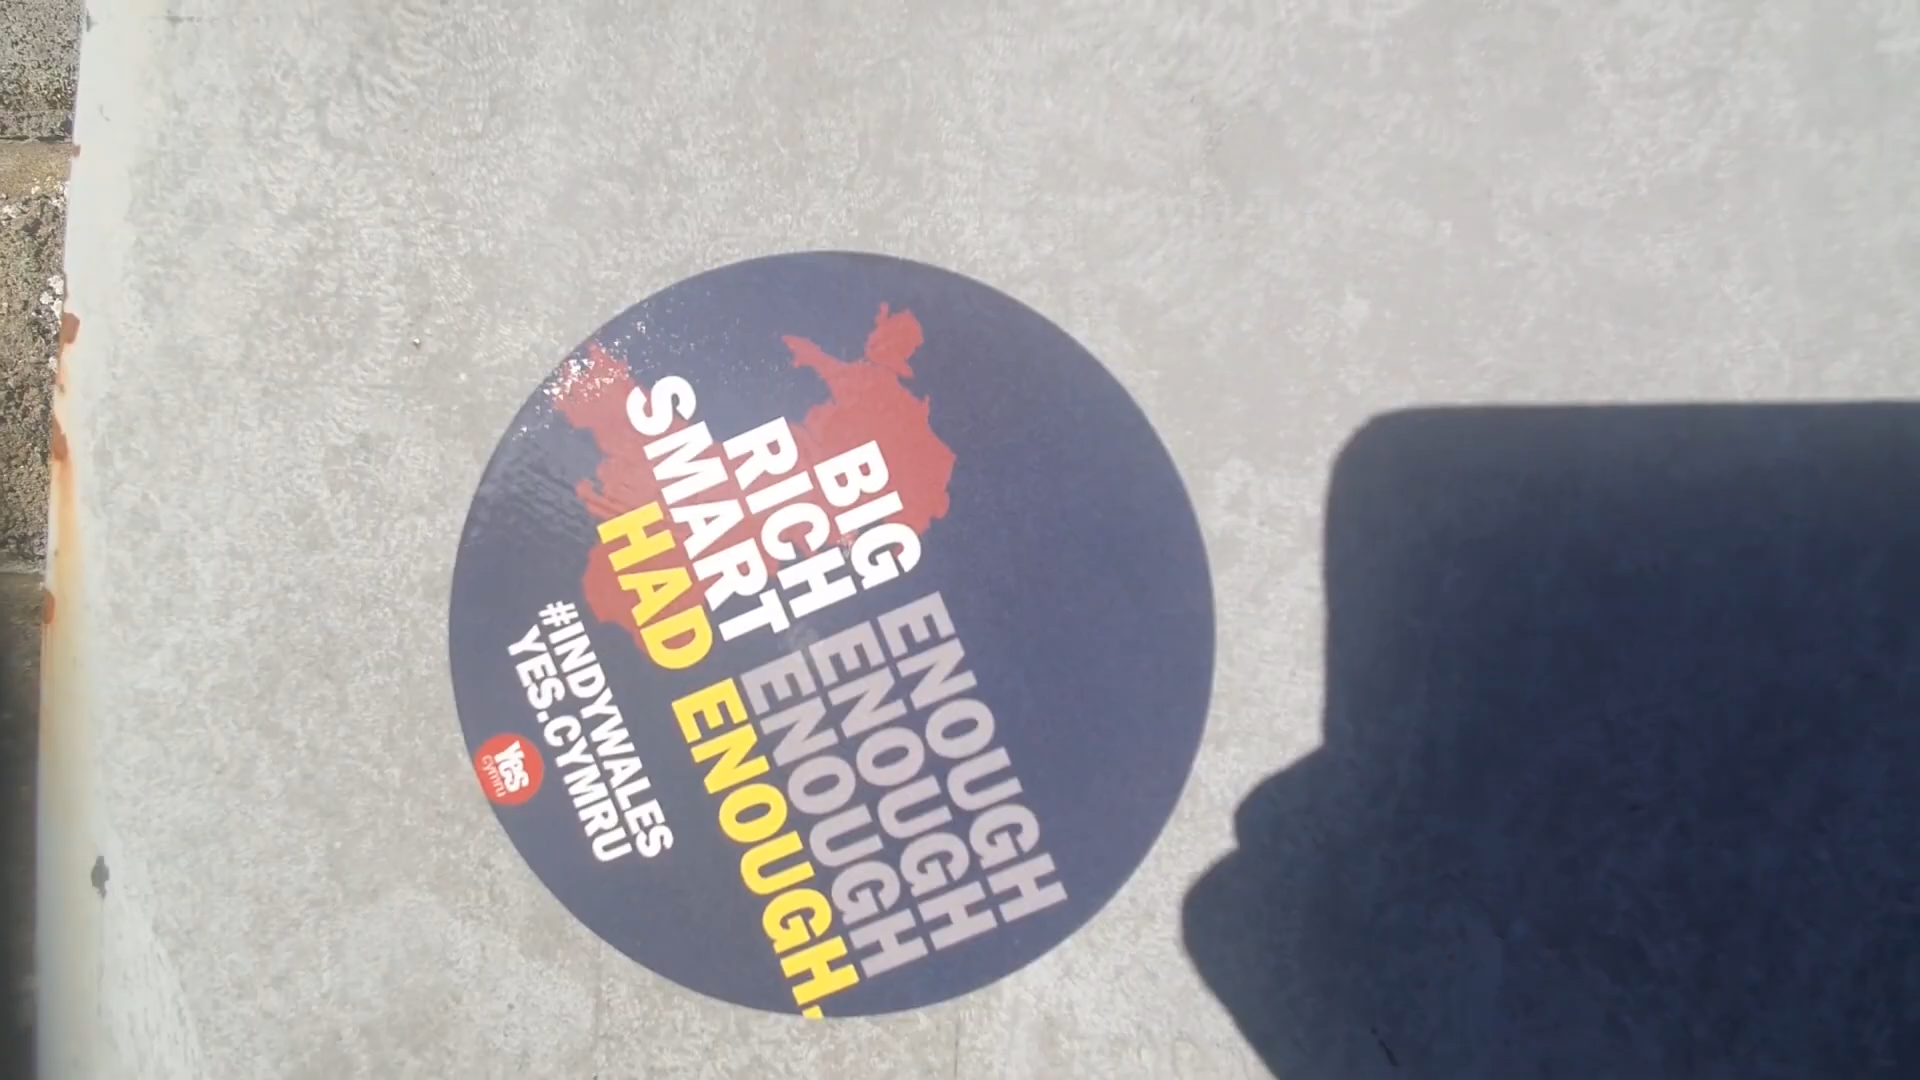 BIG ENOUGH
RICH ENOUGH
SMART ENOUGH
HAD ENOUGH.
#INDYWALES
YES.CYMRU
Yes
cymru